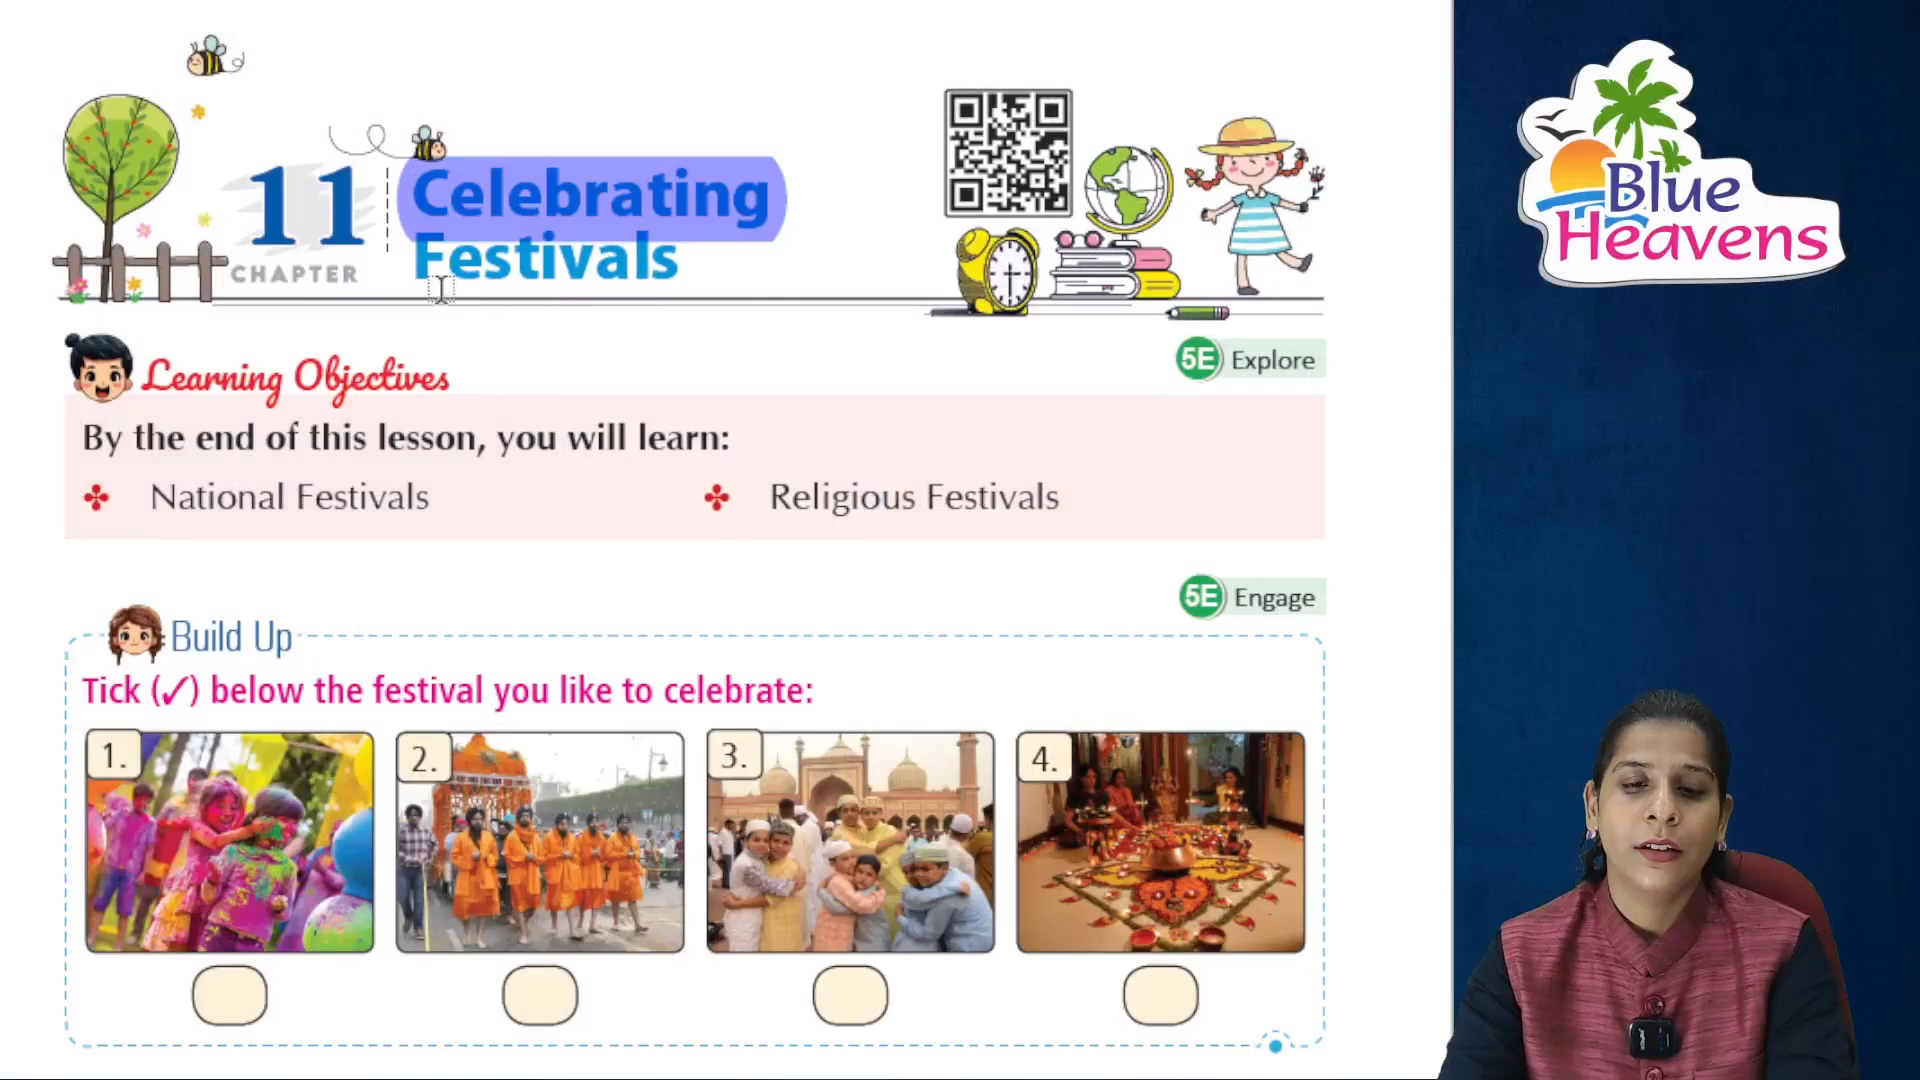 11
CHAPTER
Celebrating
Festivals
Learning Objectives
5E Explore
By the end of this lesson, you will learn:
National Festivals
Religious Festivals
5E Engage
Build Up
Tick (✓) below the festival you like to celebrate:
1.
2.
3.
4.
Blue
Heavens